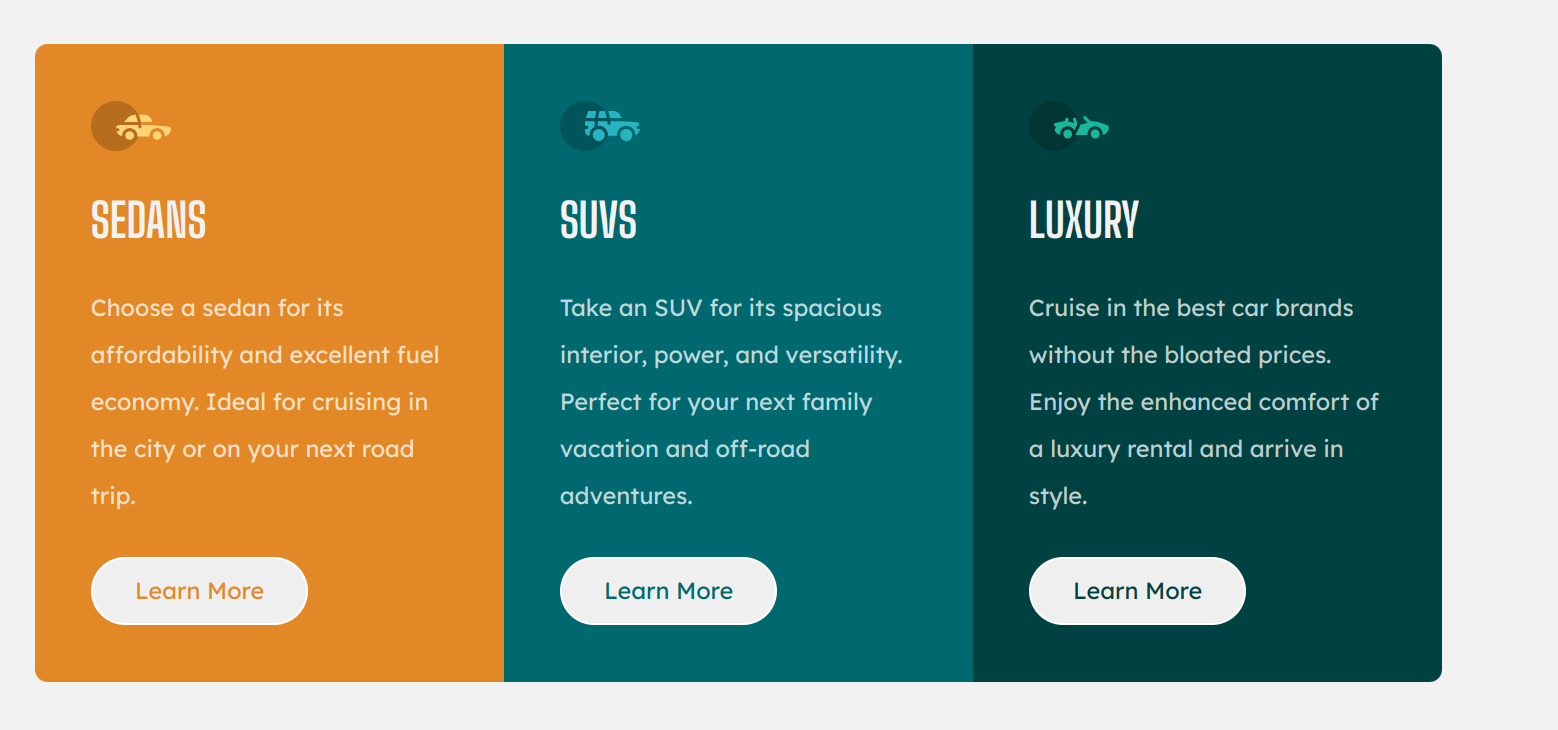 SEDANS
Choose a sedan for its
affordability and excellent fuel
economy. Ideal for cruising in
the city or on your next road
trip.
Learn More
SUVS
Take an SUV for its spacious
interior, power, and versatility.
Perfect for your next family
vacation and off-road
adventures.
Learn More
LUXURY
Cruise in the best car brands
without the bloated prices.
Enjoy the enhanced comfort of
a luxury rental and arrive in
style.
Learn More